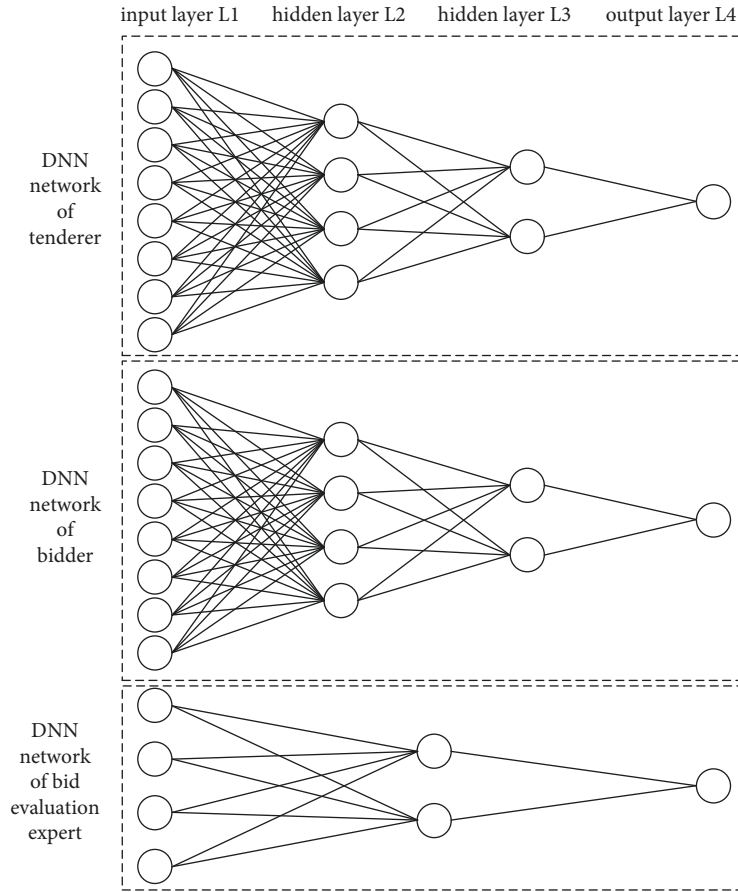 input layer L1
hidden layer L2
hidden layer L3
output layer L4
DNN
network
of
tenderer
DNN
network
of
bidder
DNN
network
of bid
evaluation
expert